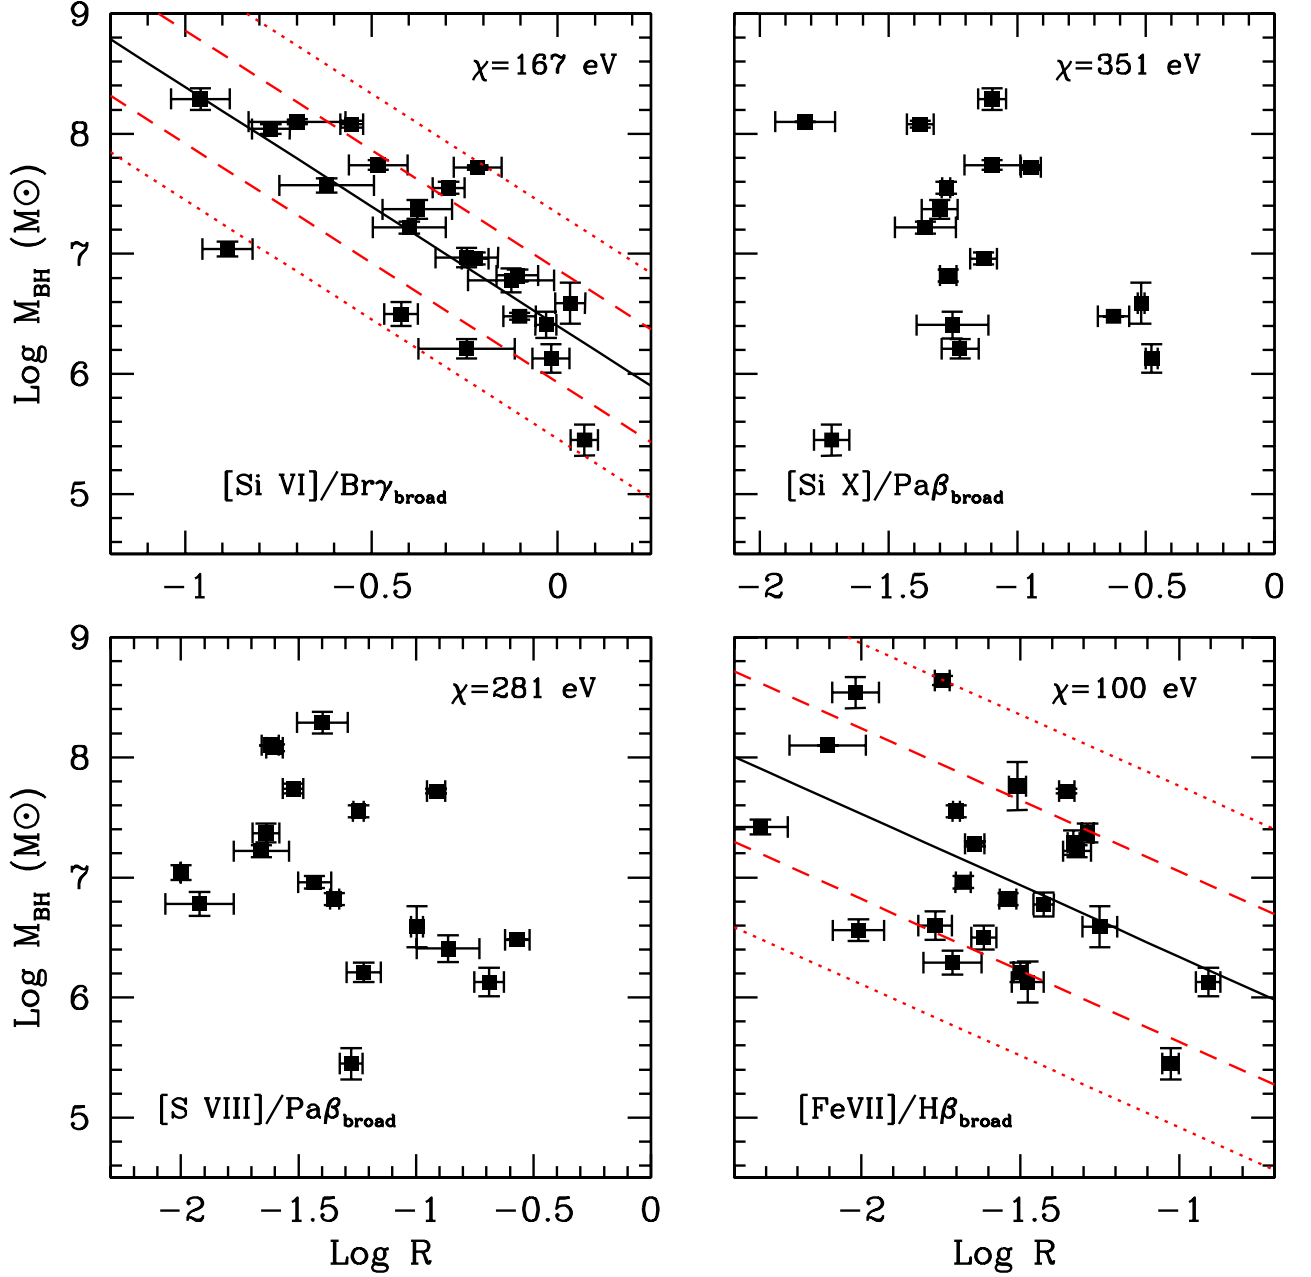 9
8
7
6
5
Log M_BH (M⊙)
χ=167 eV
[Si VI]/Brγ_broad
−1
−0.5
0
χ=351 eV
[Si X]/Paβ_broad
−2
−1.5
−1
−0.5
0
9
8
7
6
5
Log M_BH (M⊙)
χ=281 eV
[S VIII]/Paβ_broad
−2
−1.5
−1
−0.5
0
Log R
χ=100 eV
[FeVII]/Hβ_broad
−2
−1.5
−1
Log R